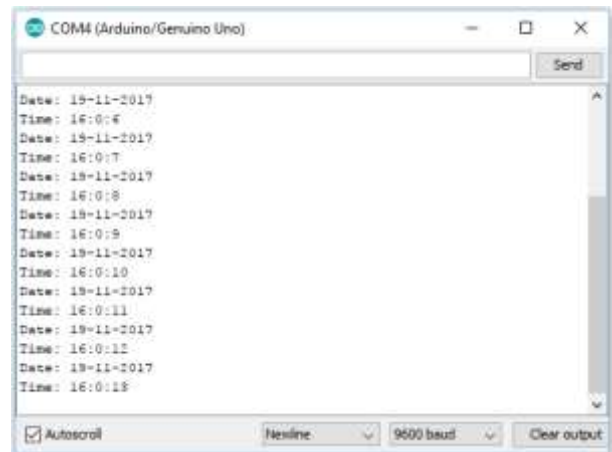 COM4 (Arduino/Genuino Uno)
Send
Date: 19-11-2017
Time: 16:0:6
Date: 19-11-2017
Time: 16:0:7
Date: 19-11-2017
Time: 16:0:8
Date: 19-11-2017
Time: 16:0:9
Date: 19-11-2017
Time: 16:0:10
Date: 19-11-2017
Time: 16:0:11
Date: 19-11-2017
Time: 16:0:12
Date: 19-11-2017
Time: 16:0:13
Autoscroll Newline 9600 baud Clear output